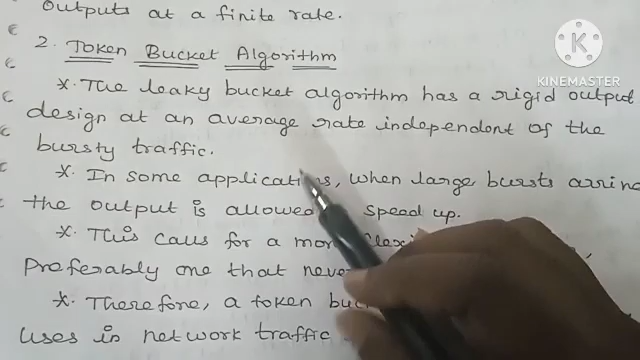 outputs at a finite rate.
2. Token Bucket Algorithm
*. The leaky bucket algorithm has a rigid output
design at an average rate independent of the
bursty traffic.
*. In some applications, when large bursts arrive
the output is allowed speed up.
*. This calls for a more
Preferably one that never
*. Therefore, a token
uses in network traffic
KINEMASTER